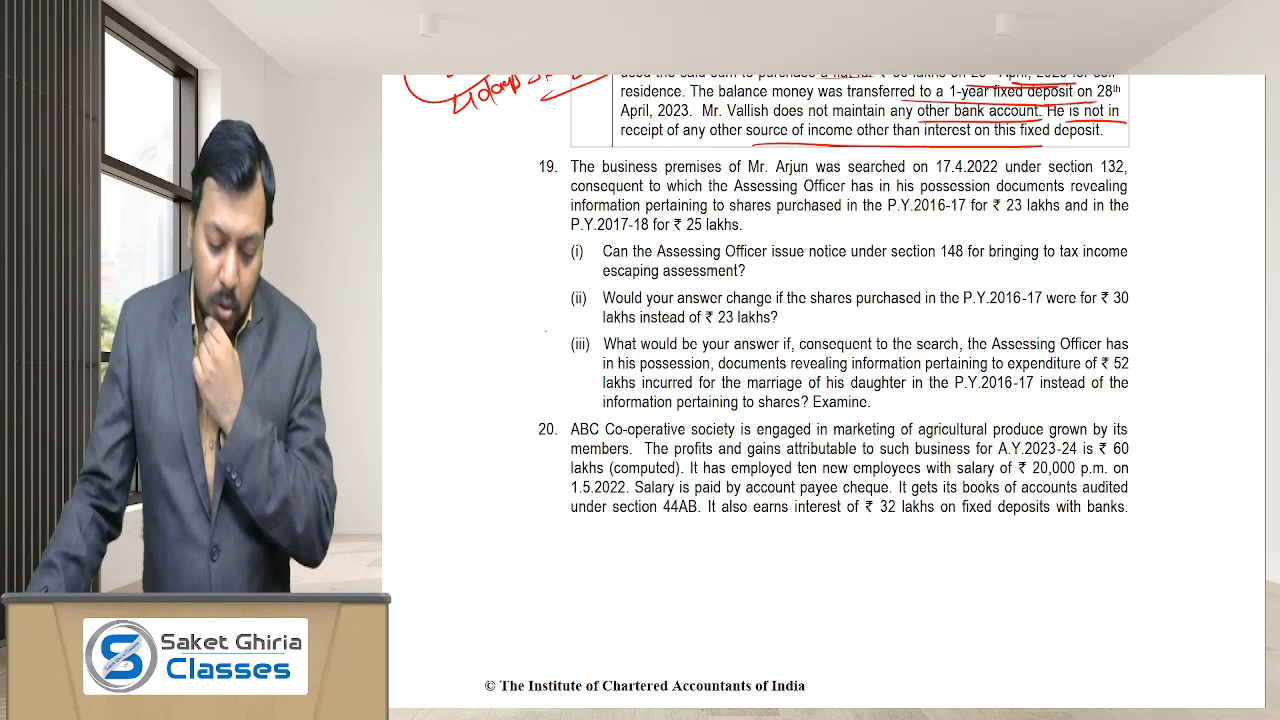 residence. The balance money was transferred to a 1-year fixed deposit on 28th
April, 2023. Mr. Vallish does not maintain any other bank account. He is not in
receipt of any other source of income other than interest on this fixed deposit.
19. The business premises of Mr. Arjun was searched on 17.4.2022 under section 132,
consequent to which the Assessing Officer has in his possession documents revealing
information pertaining to shares purchased in the P.Y.2016-17 for ₹ 23 lakhs and in the
P.Y.2017-18 for ₹ 25 lakhs.
(i) Can the Assessing Officer issue notice under section 148 for bringing to tax income
escaping assessment?
(ii) Would your answer change if the shares purchased in the P.Y.2016-17 were for ₹ 30
lakhs instead of ₹ 23 lakhs?
(iii) What would be your answer if, consequent to the search, the Assessing Officer has
in his possession, documents revealing information pertaining to expenditure of ₹ 52
lakhs incurred for the marriage of his daughter in the P.Y.2016-17 instead of the
information pertaining to shares? Examine.
20. ABC Co-operative society is engaged in marketing of agricultural produce grown by its
members. The profits and gains attributable to such business for A.Y.2023-24 is ₹ 60
lakhs (computed). It has employed ten new employees with salary of ₹ 20,000 p.m. on
1.5.2022. Salary is paid by account payee cheque. It gets its books of accounts audited
under section 44AB. It also earns interest of ₹ 32 lakhs on fixed deposits with banks.
Saket Ghiria
Classes
© The Institute of Chartered Accountants of India